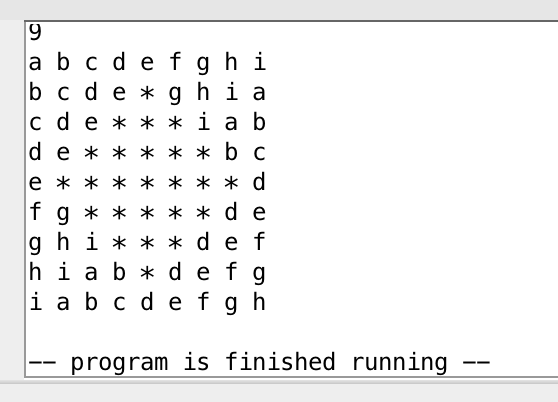 9
a b c d e f g h i
b c d e * g h i a
c d e * * * i a b
d e * * * * * b c
e * * * * * * * d
f g * * * * * d e
g h i * * * d e f
h i a b * d e f g
i a b c d e f g h
-- program is finished running --